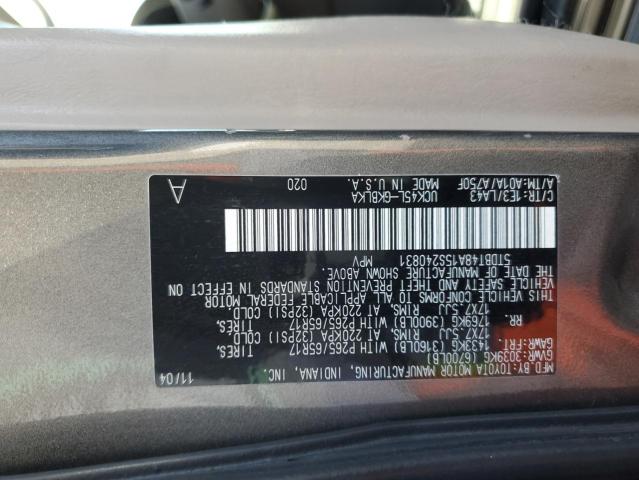 MFD.BY:TOYOTA MOTOR MANUFACTURING, INDIANA, INC. 11/04
GVWR:3039KG (6700LB)
GAWR:FRT. 1433KG (3160LB) TIRES.
17X7.5JJ RIMS, AT 220KPA (32PSI) COLD WITH P265/65R17
RR. 1769KG (3900LB) WITH P265/65R17 TIRES.
17X7.5JJ RIMS, AT 220KPA (32PSI) COLD
THIS VEHICLE CONFORMS TO ALL APPLICABLE FEDERAL MOTOR
VEHICLE SAFETY AND THEFT PREVENTION STANDARDS IN EFFECT ON
THE DATE OF MANUFACTURE SHOWN ABOVE.
5TDBT48A15S240831 MPV
C/TR:1E3/LA43 UCK45L-GKBLKA 020 A
A/TM:A01A/A750F MADE IN U.S.A.